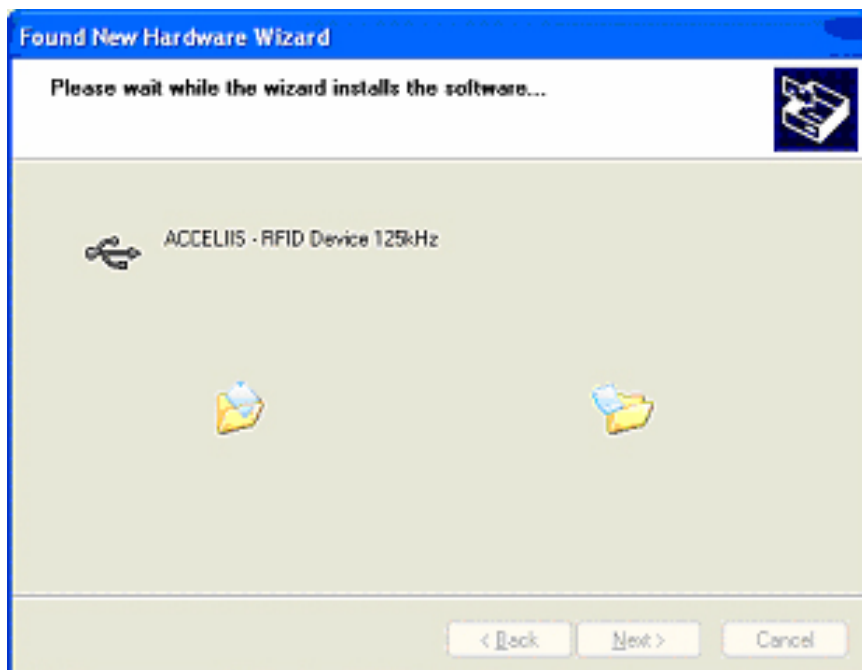 Found New Hardware Wizard
Please wait while the wizard installs the software...
ACCELIIS - RFID Device 125kHz
< Back
Next >
Cancel